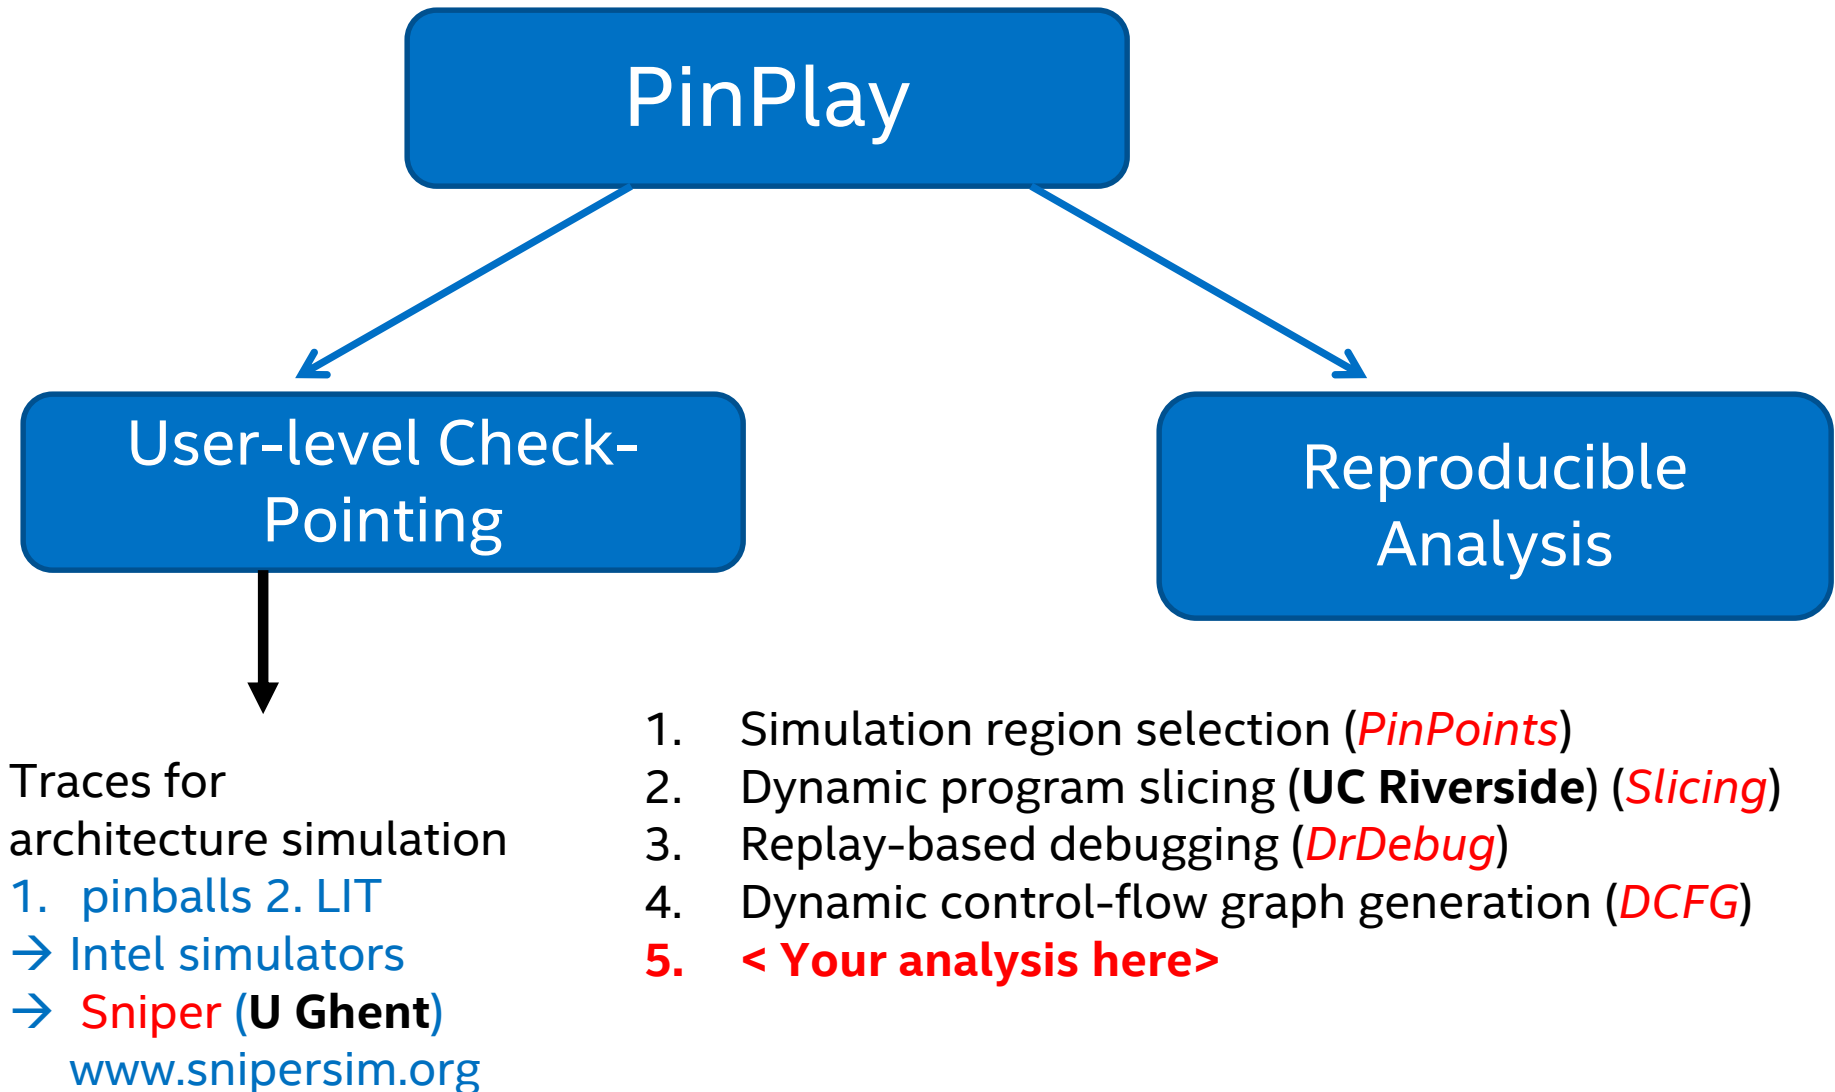 PinPlay
User-level Check-
Pointing
Reproducible
Analysis
Traces for
architecture simulation
1. pinballs 2. LIT
→ Intel simulators
→ Sniper (U Ghent)
www.snipersim.org
1. Simulation region selection (PinPoints)
2. Dynamic program slicing (UC Riverside) (Slicing)
3. Replay-based debugging (DrDebug)
4. Dynamic control-flow graph generation (DCFG)
5. < Your analysis here>